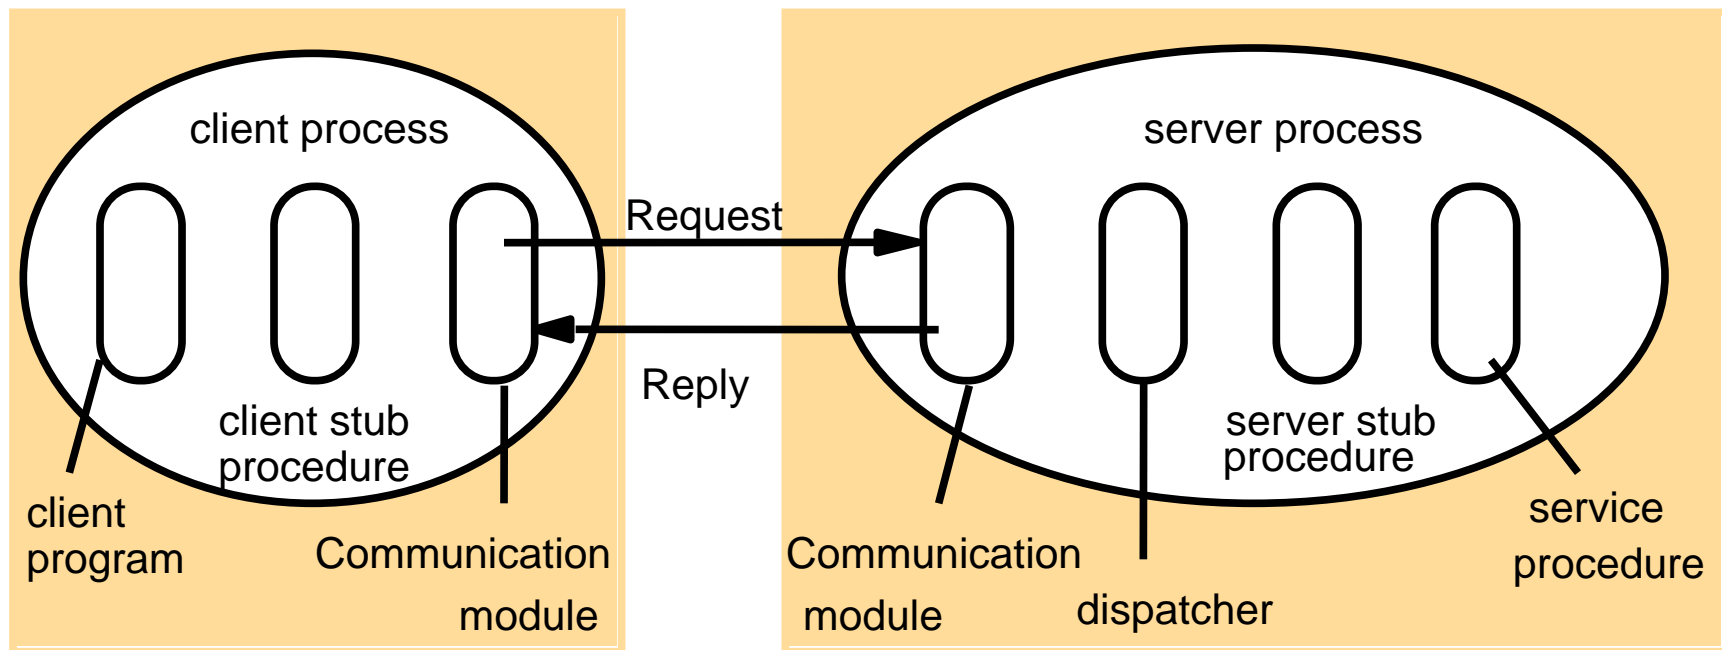 client process
client stub
procedure
client
program
Communication
module
Request
Reply
server process
server stub
procedure
Communication
module
dispatcher
service
procedure